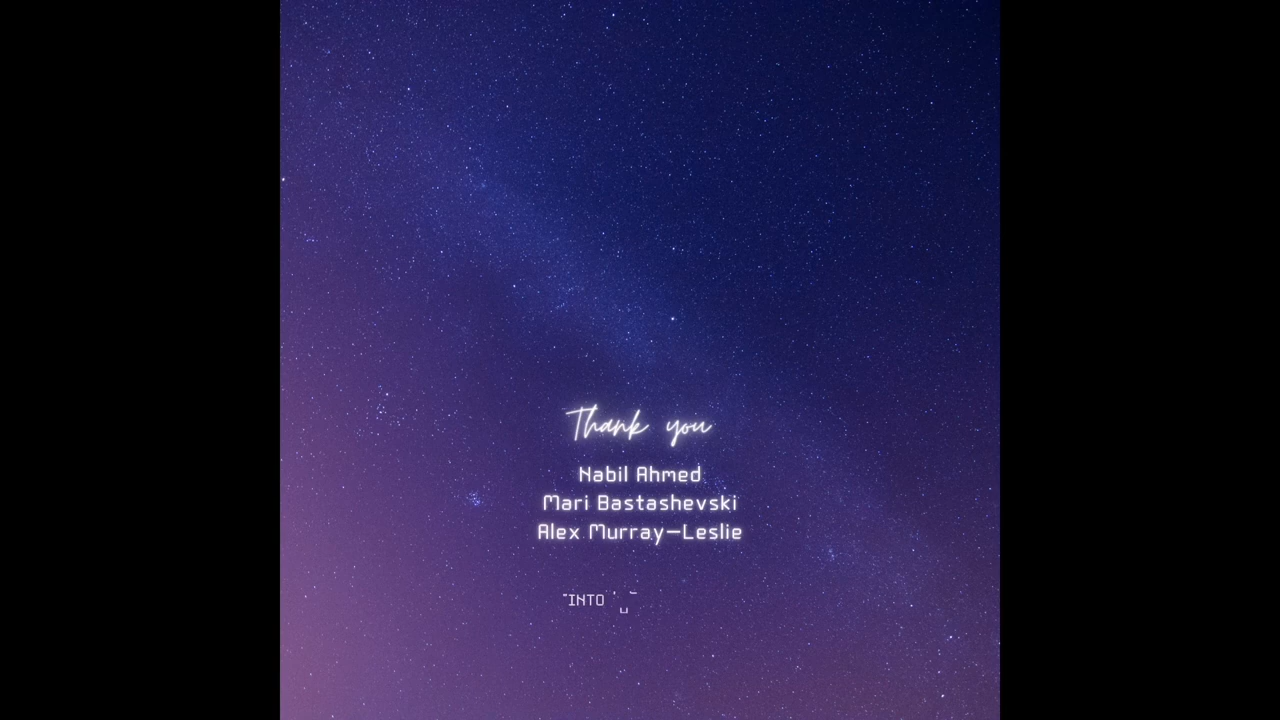 Thank you
Nabil Ahmed
Mari Bastashevski
Alex Murray-Leslie
"INTO